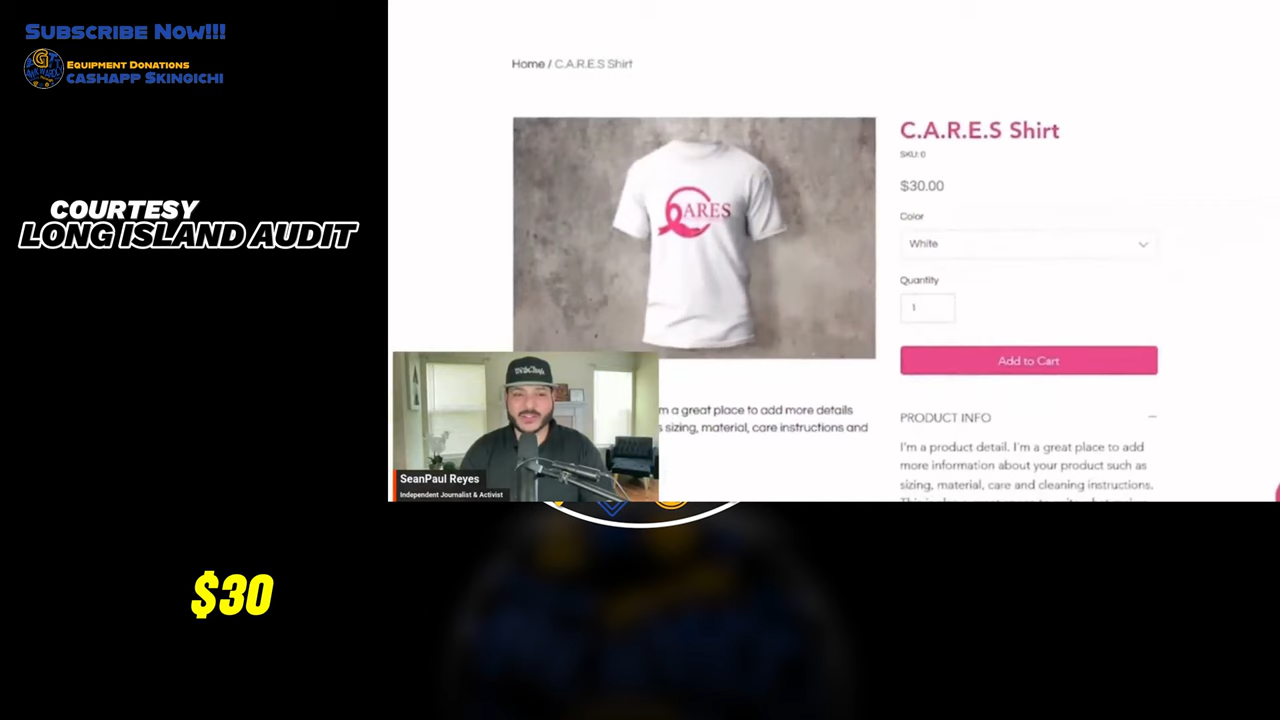 Subscribe Now!!!
Equipment Donations
CASHAPP SKINGICHI
COURTESY
LONG ISLAND AUDIT
Home / C.A.R.E.S Shirt
CARES
C.A.R.E.S Shirt
SKU: 0
$30.00
Color
White
Quantity
1
Add to Cart
m a great place to add more details
s sizing, material, care instructions and
PRODUCT INFO
I'm a product detail. I'm a great place to add
more information about your product such as
sizing, material, care and cleaning instructions.
SeanPaul Reyes
Independent Journalist & Activist
$30